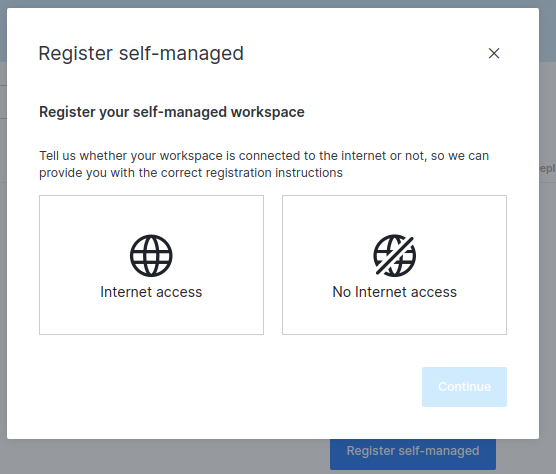 Register self-managed
Register your self-managed workspace
Tell us whether your workspace is connected to the internet or not, so we can
provide you with the correct registration instructions
Internet access
No Internet access
Continue
Register self-managed